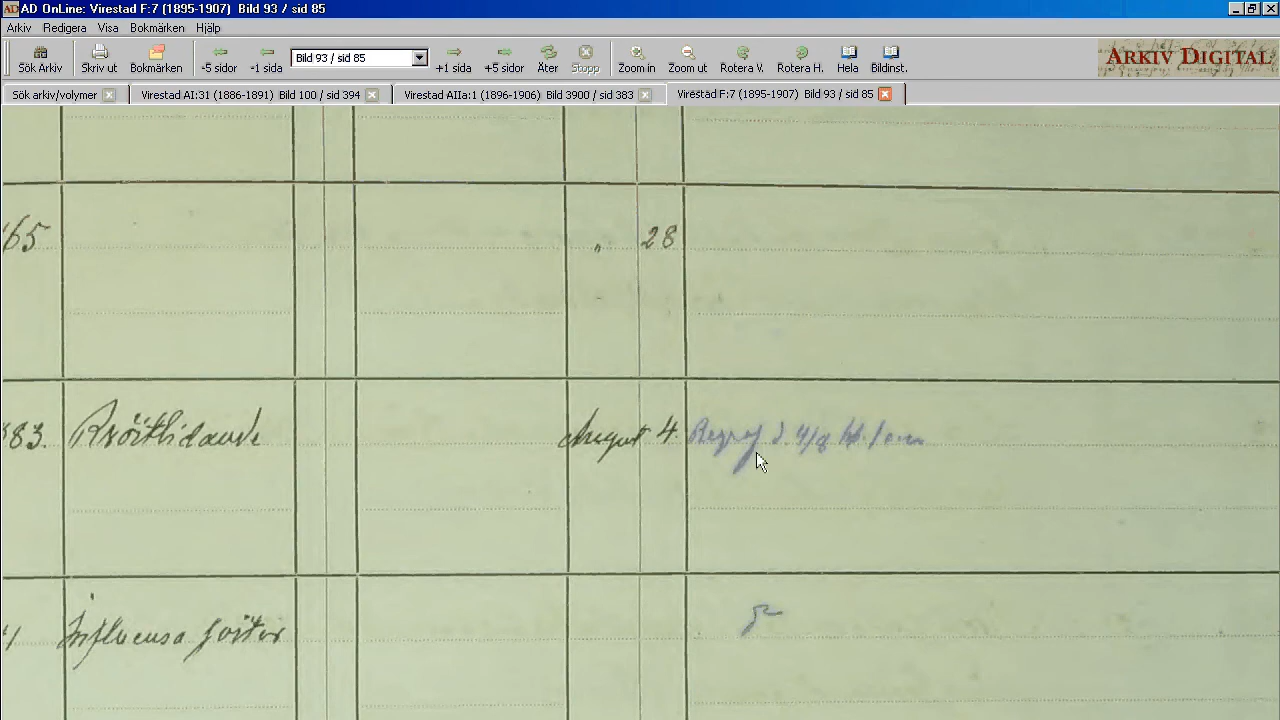 AD OnLine: Virestad F:7 (1895-1907) Bild 93 / sid 85
Arkiv Redigera Visa Bokmärken Hjälp
Sök Arkiv Skriv ut Bokmärken -5 sidor -1 sida Bild 93 / sid 85 +1 sida +5 sidor Åter Stopp Zoom in Zoom ut Rotera V. Rotera H. Hela Bildinst. ARKIV DIGITAL
Sök arkiv/volymer Virestad AI:31 (1886-1891) Bild 100 / sid 394 Virestad AIIa:1 (1896-1906) Bild 3900 / sid 383 Virestad F:7 (1895-1907) Bild 93 / sid 85
65 " 28
83. Bröstlidande August 4. d. 4/8
Influensa